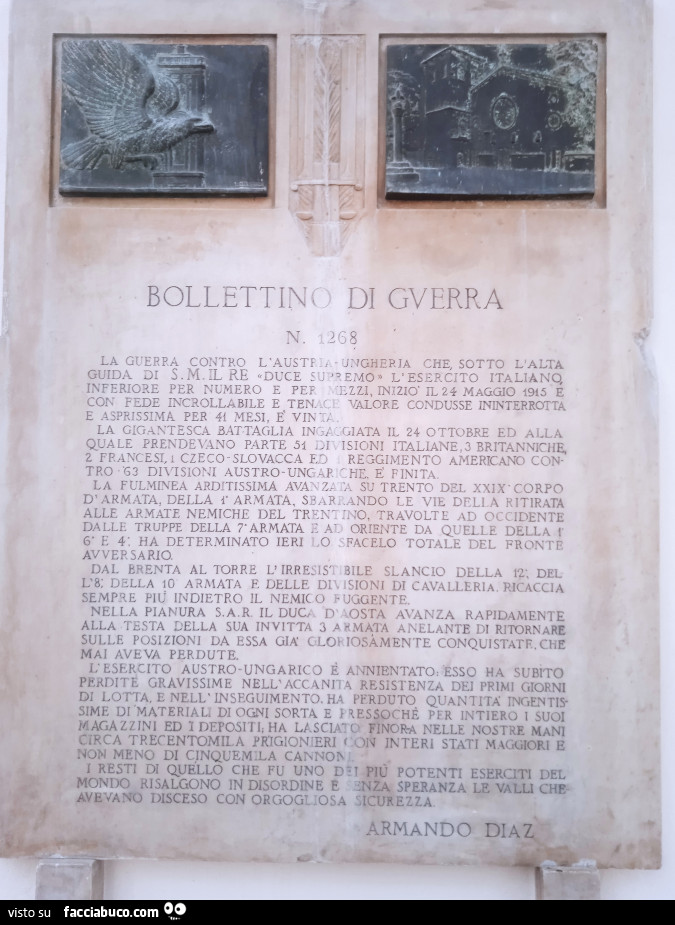 BOLLETTINO DI GVERRA
N. 1268
LA GUERRA CONTRO L'AUSTRIA-UNGHERIA CHE, SOTTO L'ALTA
GUIDA DI S.M. IL RE «DUCE SUPREMO» L'ESERCITO ITALIANO,
INFERIORE PER NUMERO E PER MEZZI, INIZIO' IL 24 MAGGIO 1915 E
CON FEDE INCROLLABILE E TENACE VALORE CONDUSSE ININTERROTTA
E ASPRISSIMA PER 41 MESI, E' VINTA.
LA GIGANTESCA BATTAGLIA INGAGGIATA IL 24 OTTOBRE ED ALLA
QUALE PRENDEVANO PARTE 51 DIVISIONI ITALIANE, 3 BRITANNICHE,
2 FRANCESI, 1 CZECO-SLOVACCA ED 1 REGGIMENTO AMERICANO CON-
TRO 63 DIVISIONI AUSTRO-UNGARICHE, E' FINITA.
LA FULMINEA ARDITISSIMA AVANZATA SU TRENTO DEL XXIX CORPO
D'ARMATA, DELLA 1ª ARMATA, SBARRANDO LE VIE DELLA RITIRATA
ALLE ARMATE NEMICHE DEL TRENTINO, TRAVOLTE AD OCCIDENTE
DALLE TRUPPE DELLA 7ª ARMATA E AD ORIENTE DA QUELLE DELLA 1ª
6ª E 4ª, HA DETERMINATO IERI LO SFACELO TOTALE DEL FRONTE
AVVERSARIO.
DAL BRENTA AL TORRE L'IRRESISTIBILE SLANCIO DELLA 12ª, DEL
L'8ª, DELLA 10ª ARMATA E DELLE DIVISIONI DI CAVALLERIA, RICACCIA
SEMPRE PIU' INDIETRO IL NEMICO FUGGENTE.
NELLA PIANURA S.A.R. IL DUCA D'AOSTA AVANZA RAPIDAMENTE
ALLA TESTA DELLA SUA INVITTA 3ª ARMATA ANELANTE DI RITORNARE
SULLE POSIZIONI DA ESSA GIA' GLORIOSAMENTE CONQUISTATE, CHE
MAI AVEVA PERDUTE.
L'ESERCITO AUSTRO-UNGARICO E' ANNIENTATO: ESSO HA SUBITO
PERDITE GRAVISSIME NELL'ACCANITA RESISTENZA DEI PRIMI GIORNI
DI LOTTA, E NELL'INSEGUIMENTO, HA PERDUTO QUANTITA' INGENTIS-
SIME DI MATERIALI DI OGNI SORTA E PRESSOCHE' PER INTIERO I SUOI
MAGAZZINI ED I DEPOSITI; HA LASCIATO FINORA NELLE NOSTRE MANI
CIRCA TRECENTOMILA PRIGIONIERI CON INTERI STATI MAGGIORI E
NON MENO DI CINQUEMILA CANNONI.
I RESTI DI QUELLO CHE FU UNO DEI PIU' POTENTI ESERCITI DEL
MONDO RISALGONO IN DISORDINE E SENZA SPERANZA LE VALLI CHE
AVEVANO DISCESO CON ORGOGLIOSA SICUREZZA.
ARMANDO DIAZ
visto su facciabuco.com